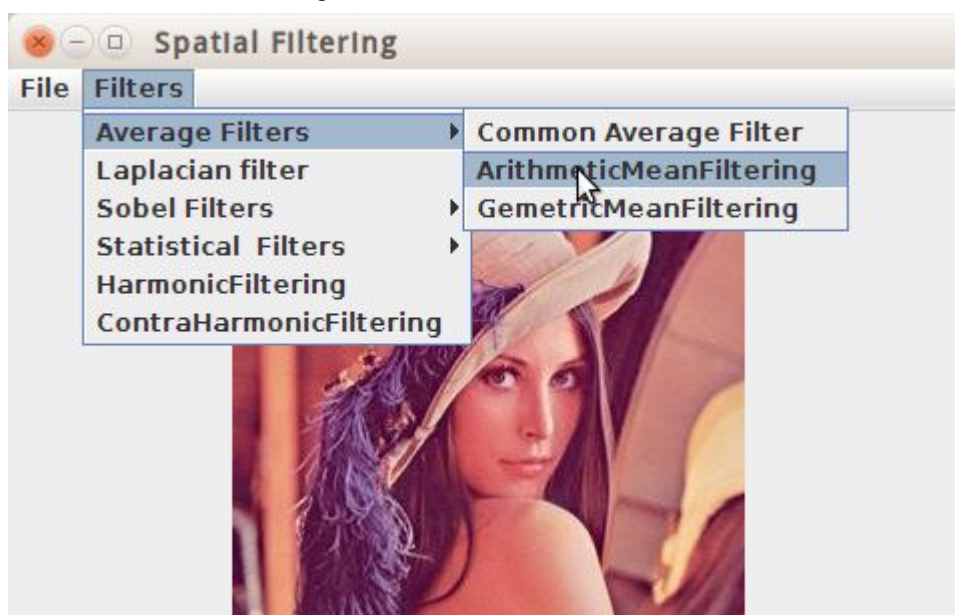 Spatial Filtering
File Filters
Average Filters
Laplacian filter
Sobel Filters
Statistical Filters
HarmonicFiltering
ContraHarmonicFiltering
Common Average Filter
ArithmeticMeanFiltering
GemetricMeanFiltering